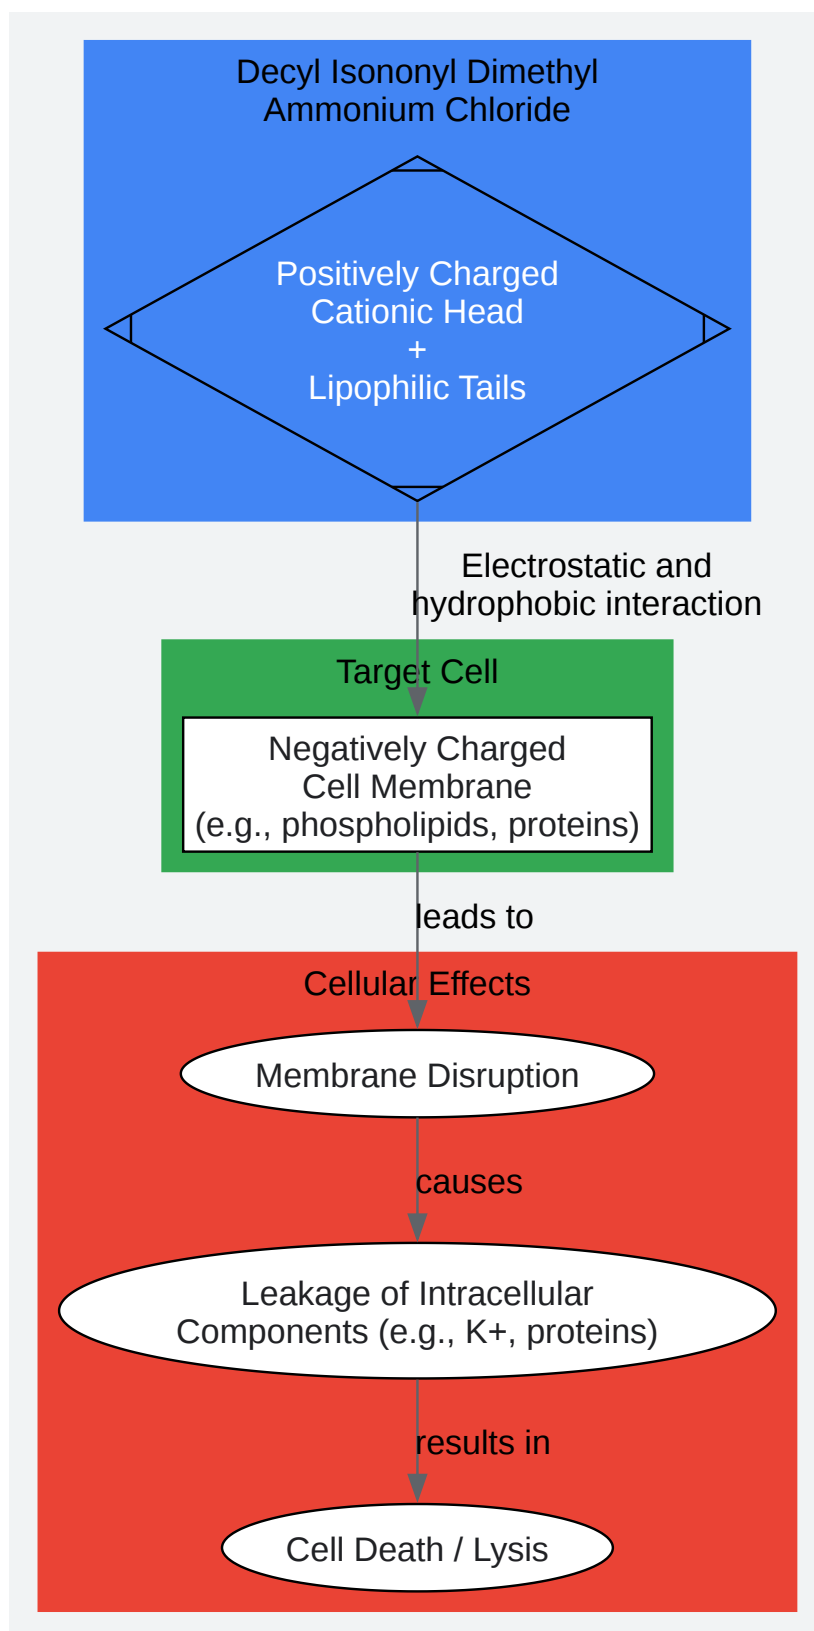 Decyl Isononyl Dimethyl
Ammonium Chloride
Positively Charged
Cationic Head
+
Lipophilic Tails
Electrostatic and
hydrophobic interaction
Target Cell
Negatively Charged
Cell Membrane
(e.g., phospholipids, proteins)
leads to
Cellular Effects
Membrane Disruption
causes
Leakage of Intracellular
Components (e.g., K+, proteins)
results in
Cell Death / Lysis